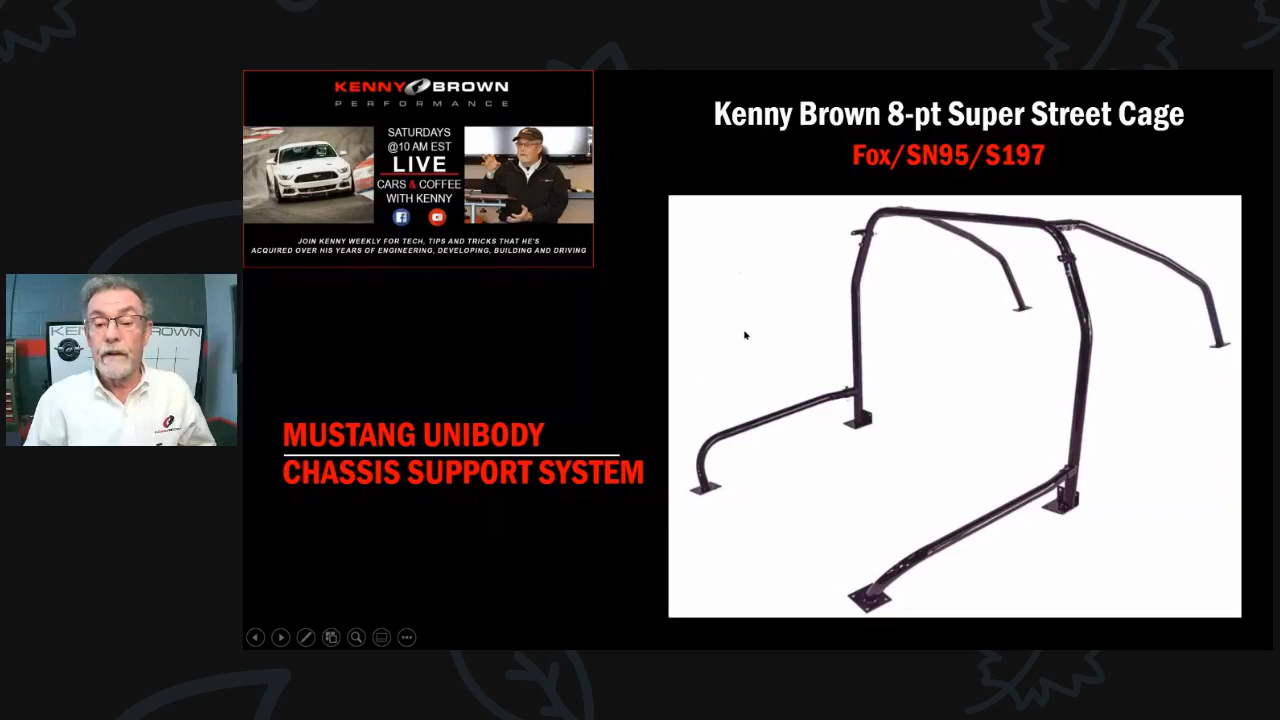 KENNY BROWN
PERFORMANCE
SATURDAYS
@10 AM EST
LIVE
CARS & COFFEE
WITH KENNY
JOIN KENNY WEEKLY FOR TECH, TIPS AND TRICKS THAT HE'S
ACQUIRED OVER HIS YEARS OF ENGINEERING, DEVELOPING, BUILDING AND DRIVING
Kenny Brown 8-pt Super Street Cage
Fox/SN95/S197
KEN BROWN
MUSTANG UNIBODY
CHASSIS SUPPORT SYSTEM